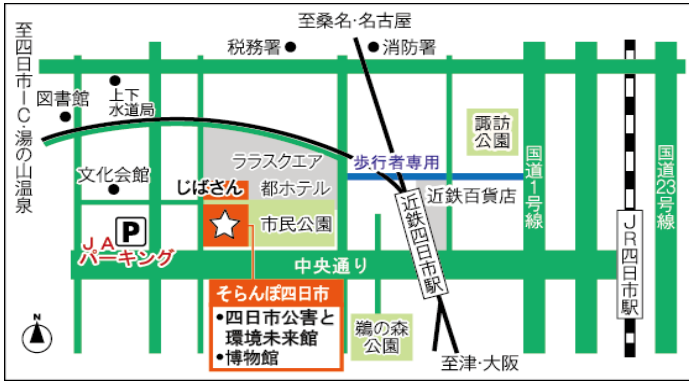 至桑名・名古屋
税務署
消防署
至四日市IC・湯の山温泉
図書館
上下
水道局
諏訪
公園
国道1号線
国道23号線
ララスクエア
歩行者専用
文化会館
じばさん
都ホテル
近鉄百貨店
市民公園
近鉄四日市駅
JR四日市駅
P
JA
パーキング
中央通り
そらんぽ四日市
•四日市公害と
環境未来館
•博物館
鵜の森
公園
至津・大阪
N